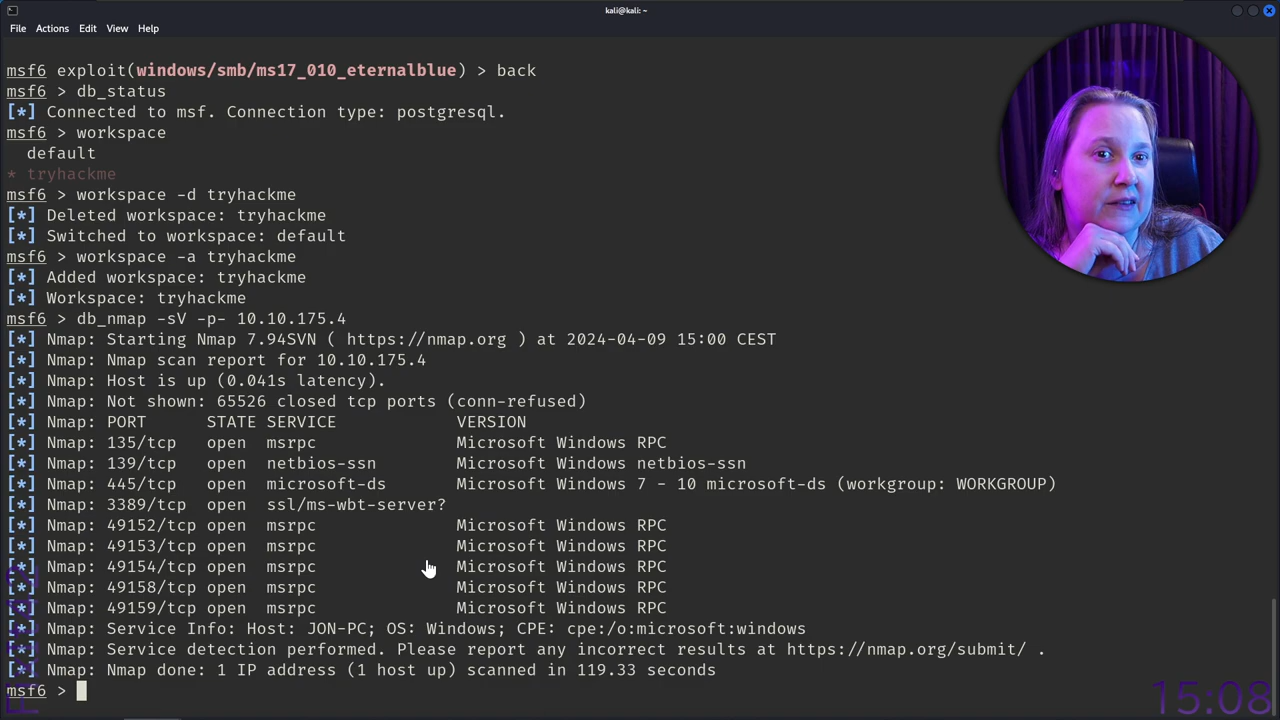 kali@kali: ~
File Actions Edit View Help
msf6 exploit(windows/smb/ms17_010_eternalblue) > back
msf6 > db_status
[*] Connected to msf. Connection type: postgresql.
msf6 > workspace
  default
* tryhackme
msf6 > workspace -d tryhackme
[*] Deleted workspace: tryhackme
[*] Switched to workspace: default
msf6 > workspace -a tryhackme
[*] Added workspace: tryhackme
[*] Workspace: tryhackme
msf6 > db_nmap -sV -p- 10.10.175.4
[*] Nmap: Starting Nmap 7.94SVN ( https://nmap.org ) at 2024-04-09 15:00 CEST
[*] Nmap: Nmap scan report for 10.10.175.4
[*] Nmap: Host is up (0.041s latency).
[*] Nmap: Not shown: 65526 closed tcp ports (conn-refused)
[*] Nmap: PORT      STATE SERVICE            VERSION
[*] Nmap: 135/tcp   open  msrpc              Microsoft Windows RPC
[*] Nmap: 139/tcp   open  netbios-ssn        Microsoft Windows netbios-ssn
[*] Nmap: 445/tcp   open  microsoft-ds       Microsoft Windows 7 - 10 microsoft-ds (workgroup: WORKGROUP)
[*] Nmap: 3389/tcp  open  ssl/ms-wbt-server?
[*] Nmap: 49152/tcp open  msrpc              Microsoft Windows RPC
[*] Nmap: 49153/tcp open  msrpc              Microsoft Windows RPC
[*] Nmap: 49154/tcp open  msrpc              Microsoft Windows RPC
[*] Nmap: 49158/tcp open  msrpc              Microsoft Windows RPC
[*] Nmap: 49159/tcp open  msrpc              Microsoft Windows RPC
[*] Nmap: Service Info: Host: JON-PC; OS: Windows; CPE: cpe:/o:microsoft:windows
[*] Nmap: Service detection performed. Please report any incorrect results at https://nmap.org/submit/ .
[*] Nmap: Nmap done: 1 IP address (1 host up) scanned in 119.33 seconds
msf6 >
15:08